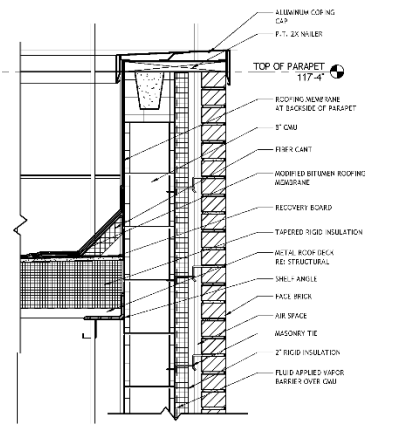 ALUMINUM COPING
CAP
P.T. 2X NAILER
TOP OF PARAPET
117'-4"
ROOFING MEMBRANE
AT BACKSIDE OF PARAPET
8" CMU
FIBER CANT
MODIFIED BITUMEN ROOFING
MEMBRANE
RECOVERY BOARD
TAPERED RIGID INSULATION
METAL ROOF DECK
RE: STRUCTURAL
SHELF ANGLE
FACE BRICK
AIR SPACE
MASONRY TIE
2" RIGID INSULATION
FLUID APPLIED VAPOR
BARRIER OVER CMU